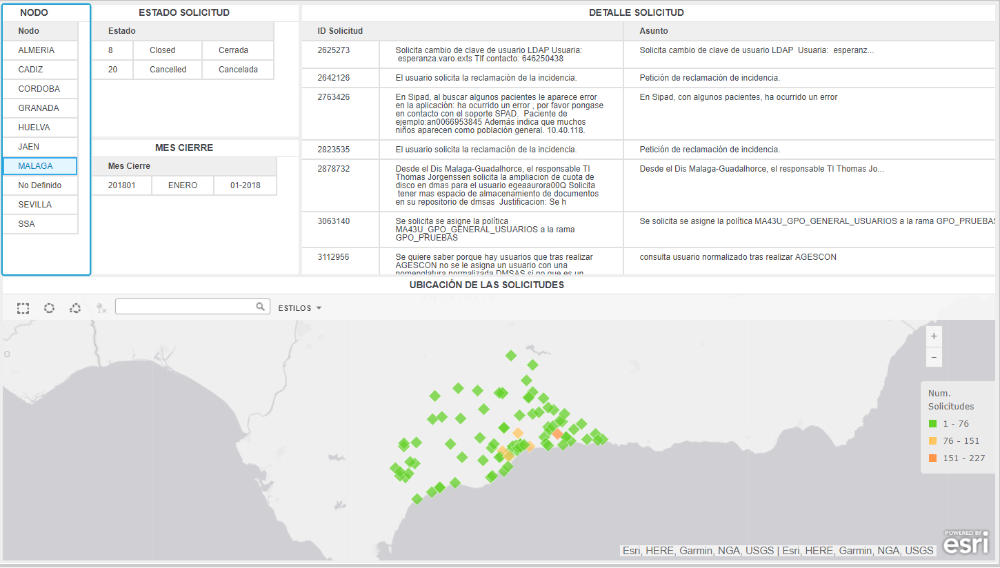 NODO
Nodo
ALMERIA
CADIZ
CORDOBA
GRANADA
HUELVA
JAEN
MALAGA
No Definido
SEVILLA
SSA
ESTADO SOLICITUD
Estado
8 Closed Cerrada
20 Cancelled Cancelada
MES CIERRE
Mes Cierre
201801 ENERO 01-2018
DETALLE SOLICITUD
ID Solicitud Asunto
2625273 Solicita cambio de clave de usuario LDAP Usuaria: Solicita cambio de clave de usuario LDAP Usuaria: esperanz...
esperanza.varo.exts Tlf contacto: 646250438
2642126 El usuario solicita la reclamación de la incidencia. Petición de reclamación de incidencia.
2763426 En Sipad, al buscar algunos pacientes le aparece error En Sipad, con algunos pacientes, ha ocurrido un error
en la aplicación: ha ocurrido un error , por favor pongase
en contacto con el soporte SPAD. Paciente de
ejemplo:an0066953845 Además indica que muchos
niños aparecen como población general. 10.40.118.
2823535 El usuario solicita la reclamación de la incidencia. Petición de reclamación de incidencia.
2878732 Desde el Dis Malaga-Guadalhorce, el responsable TI Desde el Dis Malaga-Guadalhorce, el responsable TI Thomas Jo...
Thomas Jorgenssen solicita la ampliacion de cuota de
disco en dmas para el usuario egeaaurora00Q Solicita
tener mas espacio de almacenamiento de documentos
en su repositorio de dmsas Justificacion: Se h
3063140 Se solicita se asigne la política Se solicita se asigne la política MA43U_GPO_GENERAL_USUARIOS a la rama GPO_PRUEBAS
MA43U_GPO_GENERAL_USUARIOS a la rama
GPO_PRUEBAS
3112956 Se quiere saber porque hay usuarios que tras realizar consulta usuario normalizado tras realizar AGESCON
AGESCON no se le asigna un usuario con una
nomenglatura normalizada DMSAS si no que es un
UBICACIÓN DE LAS SOLICITUDES
ANDALUCÍA
ESTILOS
+
−
Num.
Solicitudes
1 - 76
76 - 151
151 - 227
POWERED BY
esri
Esri, HERE, Garmin, NGA, USGS | Esri, HERE, Garmin, NGA, USGS